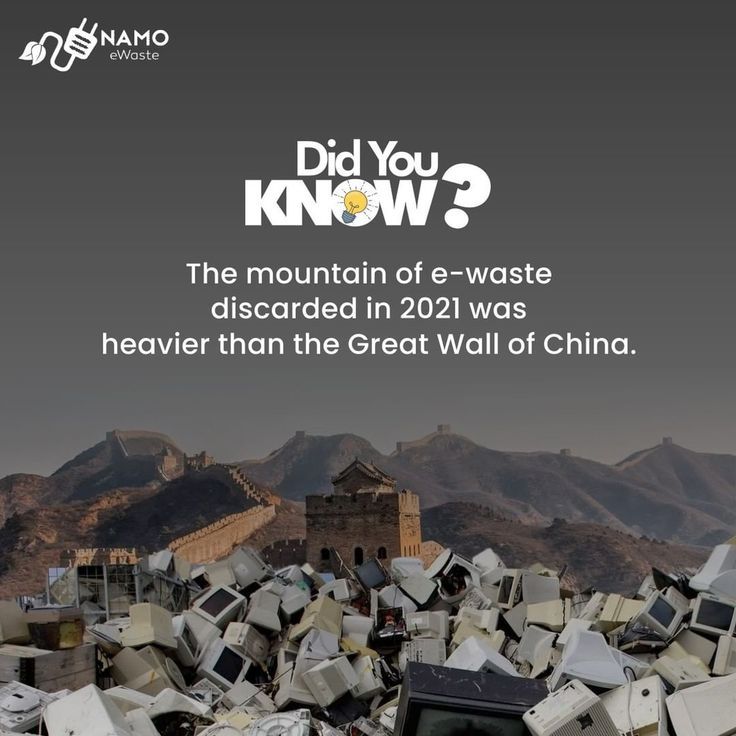 NAMO
eWaste
Did You
KNOW?
The mountain of e-waste
discarded in 2021 was
heavier than the Great Wall of China.